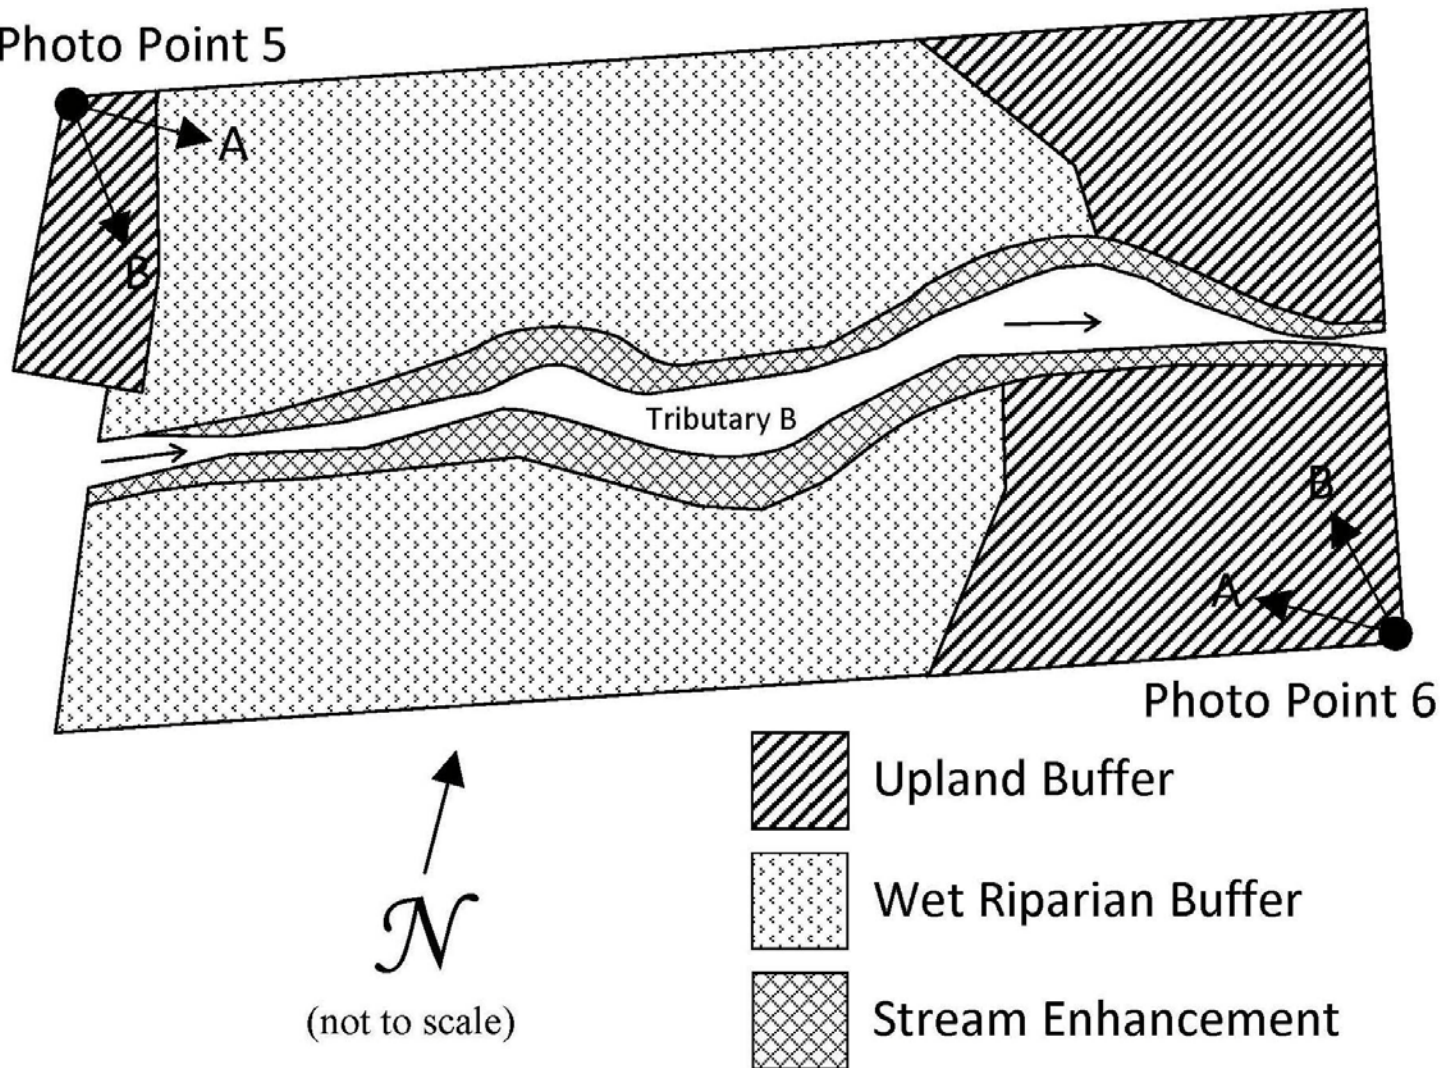 Photo Point 5
A
B
Tributary B
B
A
Photo Point 6
Upland Buffer
N
Wet Riparian Buffer
(not to scale)
Stream Enhancement